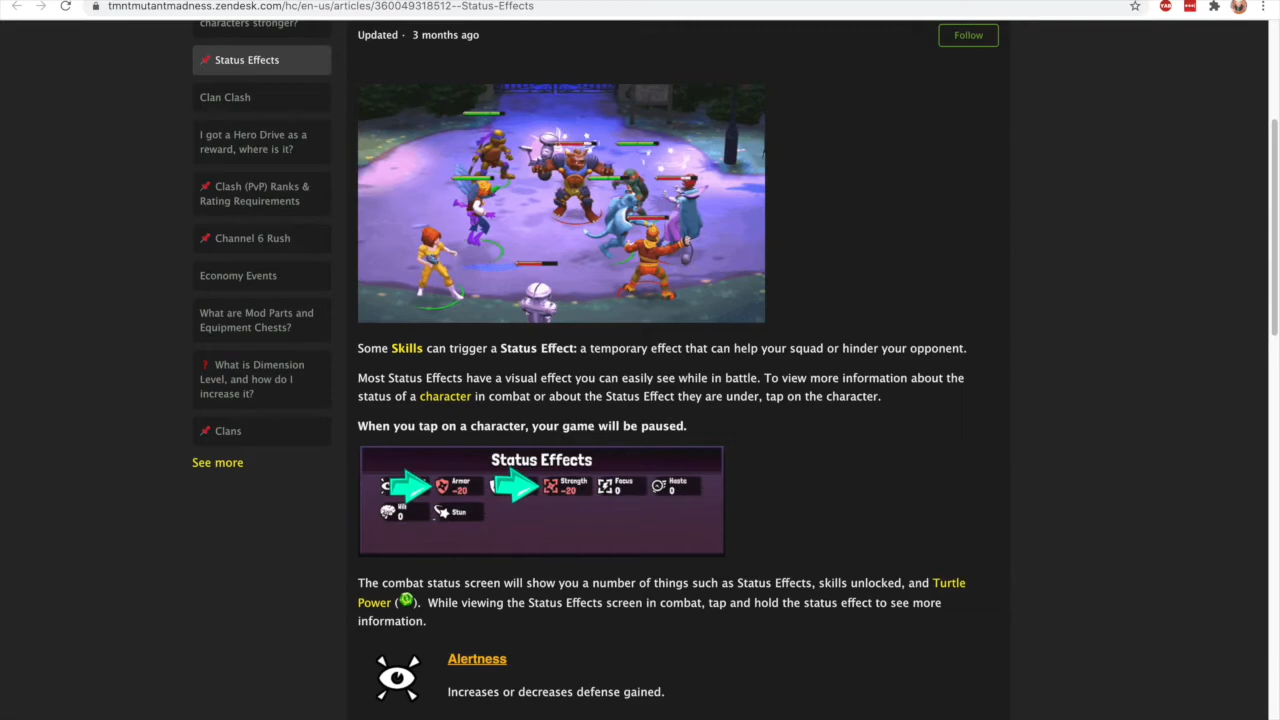 tmntmutantmadness.zendesk.com/hc/en-us/articles/360049318512--Status-Effects
characters stronger?
Status Effects
Clan Clash
I got a Hero Drive as a
reward, where is it?
Clash (PvP) Ranks &
Rating Requirements
Channel 6 Rush
Economy Events
What are Mod Parts and
Equipment Chests?
What is Dimension
Level, and how do I
increase it?
Clans
See more
Updated · 3 months ago
Follow
Some Skills can trigger a Status Effect: a temporary effect that can help your squad or hinder your opponent.
Most Status Effects have a visual effect you can easily see while in battle. To view more information about the
status of a character in combat or about the Status Effect they are under, tap on the character.
When you tap on a character, your game will be paused.
Status Effects
Armor
-20
Strength
-20
Focus
0
Haste
0
0
Stun
The combat status screen will show you a number of things such as Status Effects, skills unlocked, and Turtle
Power ( ). While viewing the Status Effects screen in combat, tap and hold the status effect to see more
information.
Alertness
Increases or decreases defense gained.